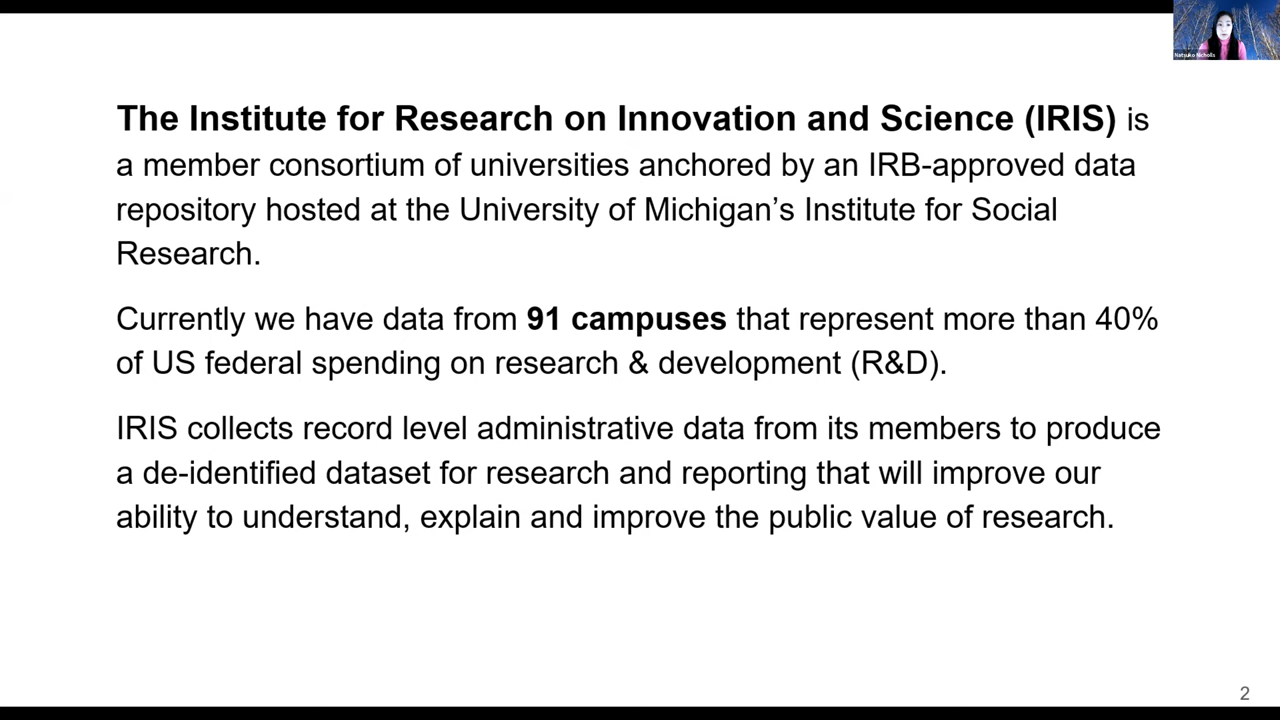 Natsuko Nicholls
The Institute for Research on Innovation and Science (IRIS) is
a member consortium of universities anchored by an IRB-approved data
repository hosted at the University of Michigan’s Institute for Social
Research.
Currently we have data from 91 campuses that represent more than 40%
of US federal spending on research & development (R&D).
IRIS collects record level administrative data from its members to produce
a de-identified dataset for research and reporting that will improve our
ability to understand, explain and improve the public value of research.
2